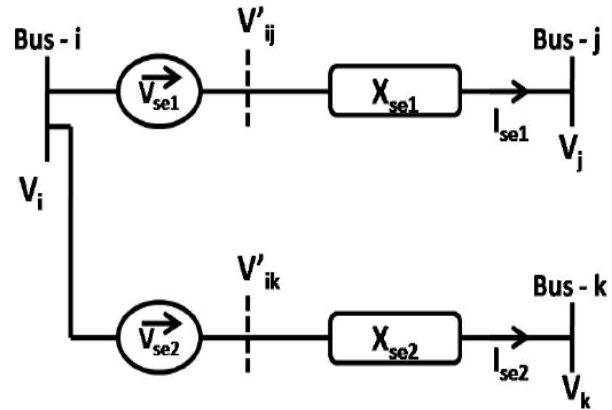 Bus - i
V'ij
Bus - j
Vse1
Xse1
Ise1
Vi
Vj
V'ik
Bus - k
Vse2
Xse2
Ise2
Vk